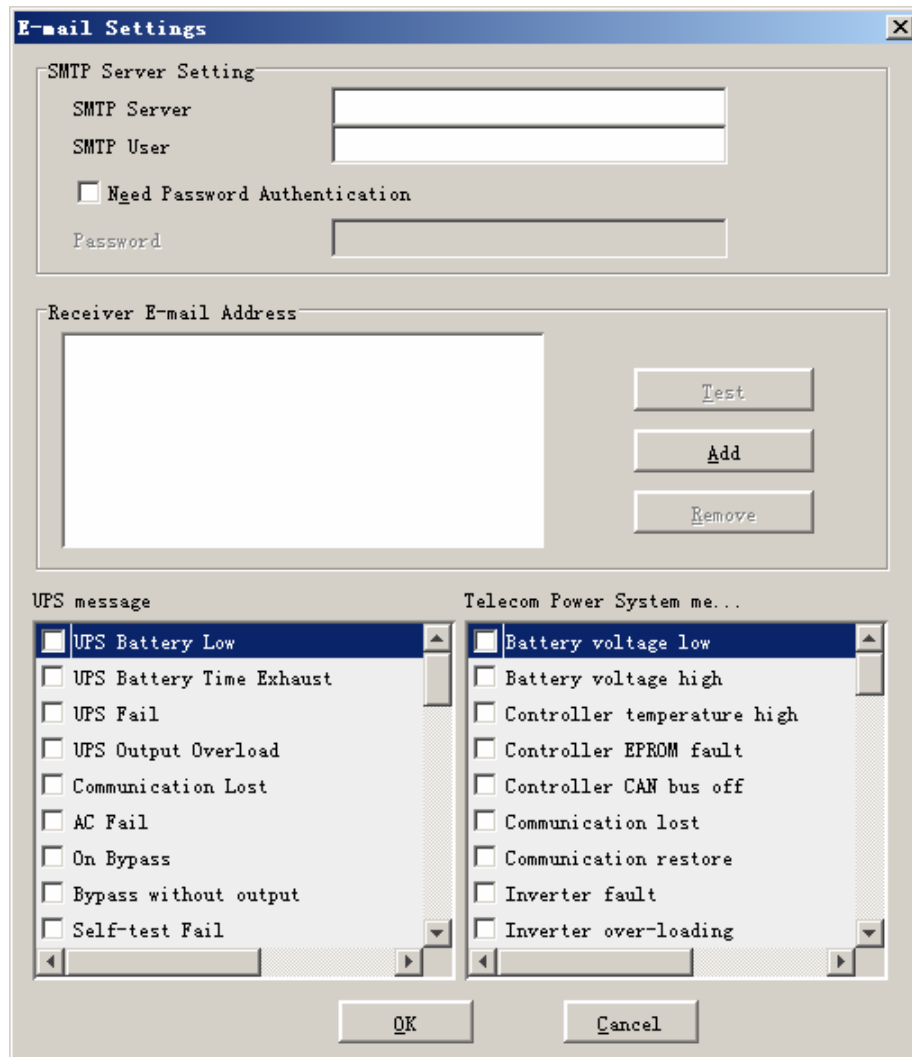 E-mail Settings
SMTP Server Setting
SMTP Server
SMTP User
Need Password Authentication
Password
Receiver E-mail Address
Test
Add
Remove
UPS message
Telecom Power System me...
UPS Battery Low
UPS Battery Time Exhaust
UPS Fail
UPS Output Overload
Communication Lost
AC Fail
On Bypass
Bypass without output
Self-test Fail
Battery voltage low
Battery voltage high
Controller temperature high
Controller EPROM fault
Controller CAN bus off
Communication lost
Communication restore
Inverter fault
Inverter over-loading
OK
Cancel